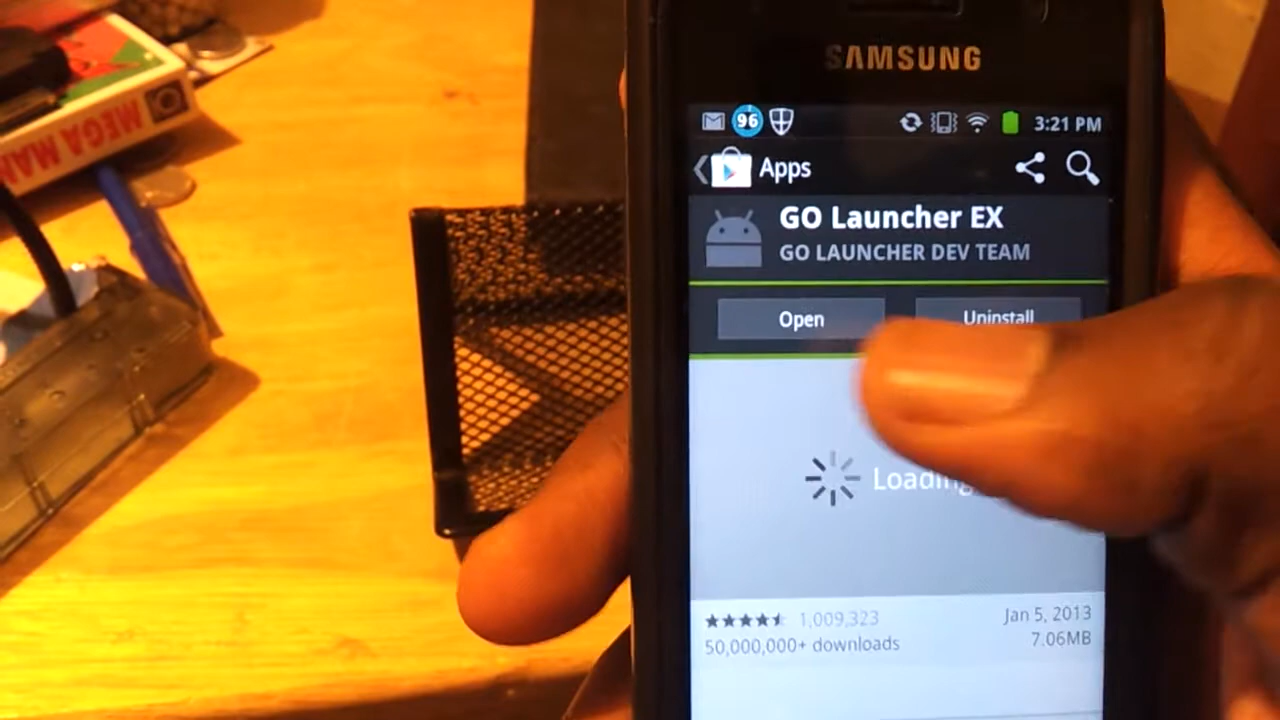 MEGA MAN
SAMSUNG
96
3:21 PM
Apps
GO Launcher EX
GO LAUNCHER DEV TEAM
Open
Uninstall
Loading
1,009,323
Jan 5, 2013
50,000,000+ downloads
7.06MB